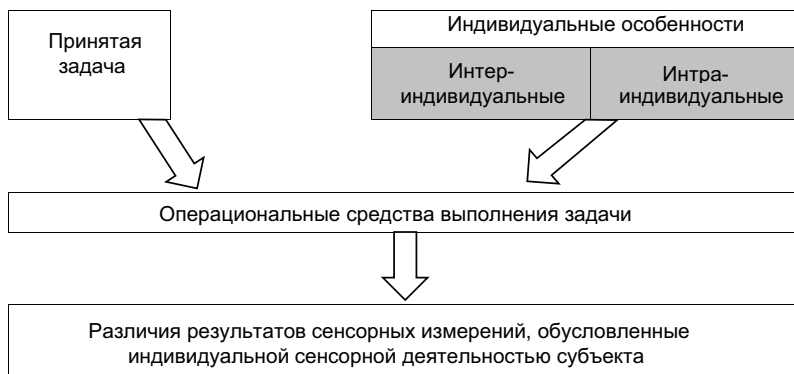 Принятая
задача
Индивидуальные особенности
Интер-
индивидуальные
Интра-
индивидуальные
Операциональные средства выполнения задачи
Различия результатов сенсорных измерений, обусловленные
индивидуальной сенсорной деятельностью субъекта